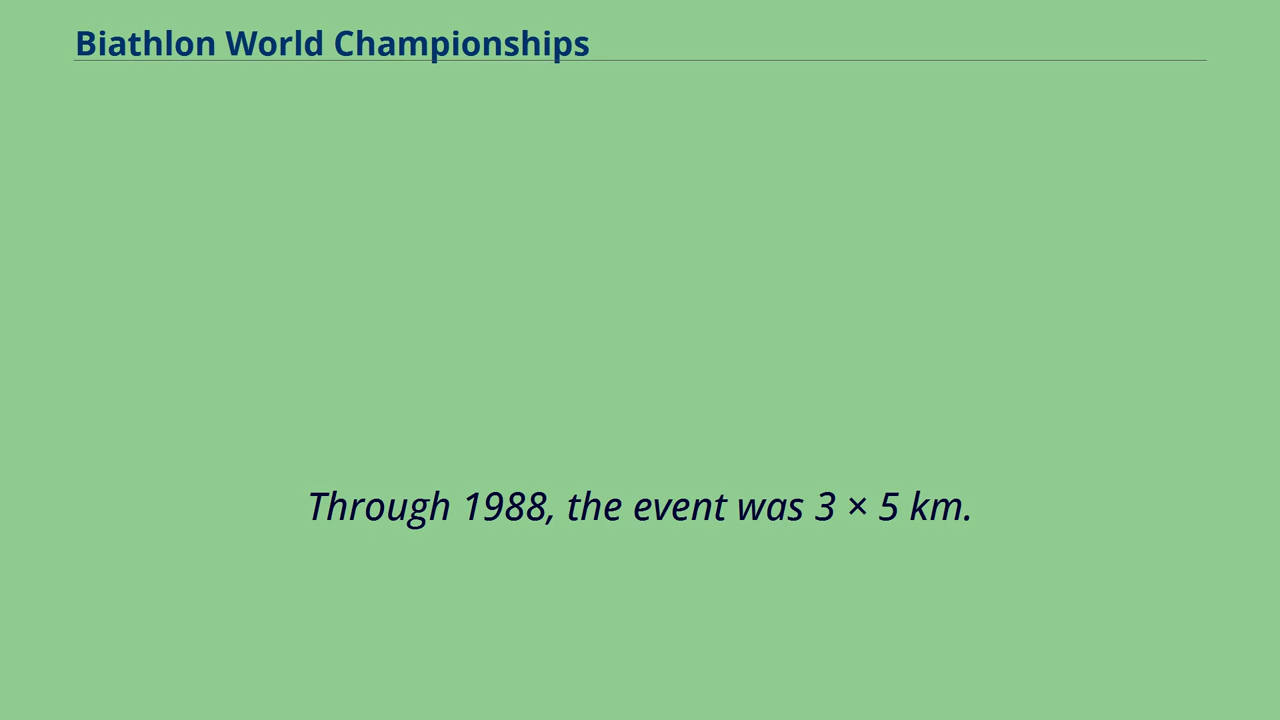 Biathlon World Championships
Through 1988, the event was 3 × 5 km.